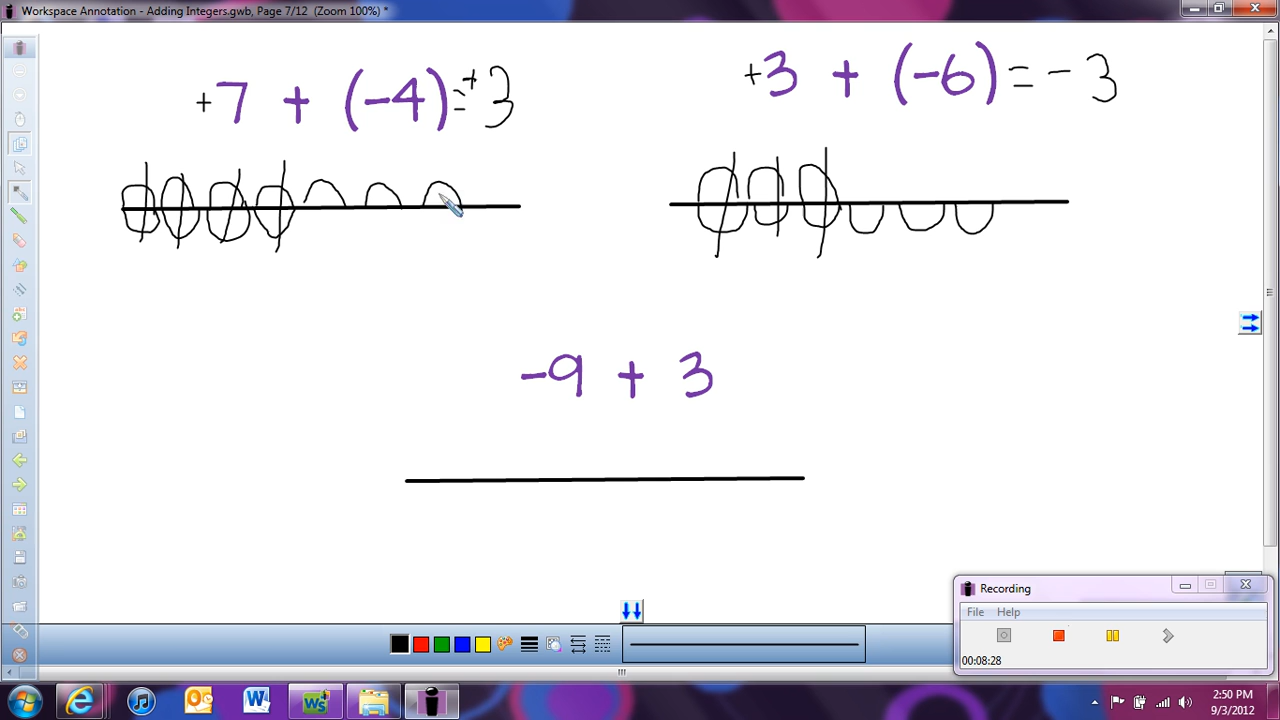 Workspace Annotation - Adding Integers.gwb, Page 7/12 (Zoom 100%) *
+7 + (-4) = +3
+3 + (-6) = -3
-9 + 3
Recording
File Help
00:08:28
2:50 PM
9/3/2012